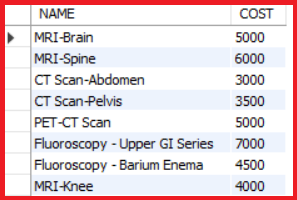 NAME COST
MRI-Brain 5000
MRI-Spine 6000
CT Scan-Abdomen 3000
CT Scan-Pelvis 3500
PET-CT Scan 5000
Fluoroscopy - Upper GI Series 7000
Fluoroscopy - Barium Enema 4500
MRI-Knee 4000